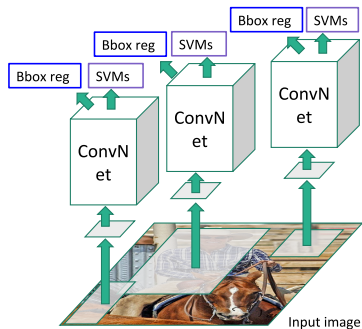 Bbox reg SVMs
Bbox reg SVMs
Bbox reg SVMs
ConvN
et
ConvN
et
ConvN
et
Input image